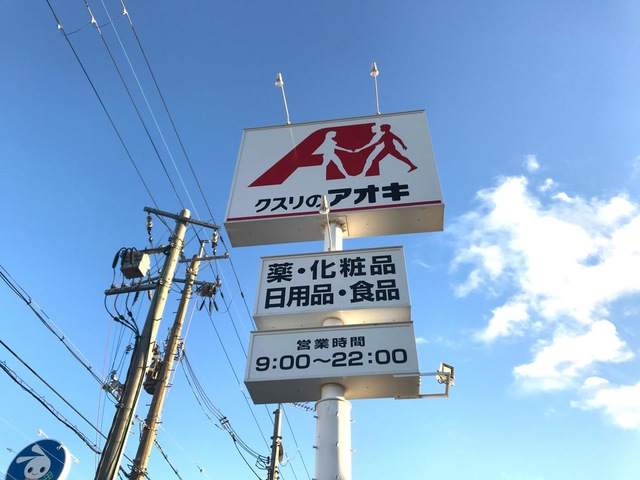 クスリのアオキ
薬・化粧品
日用品・食品
営業時間
9:00～22:00